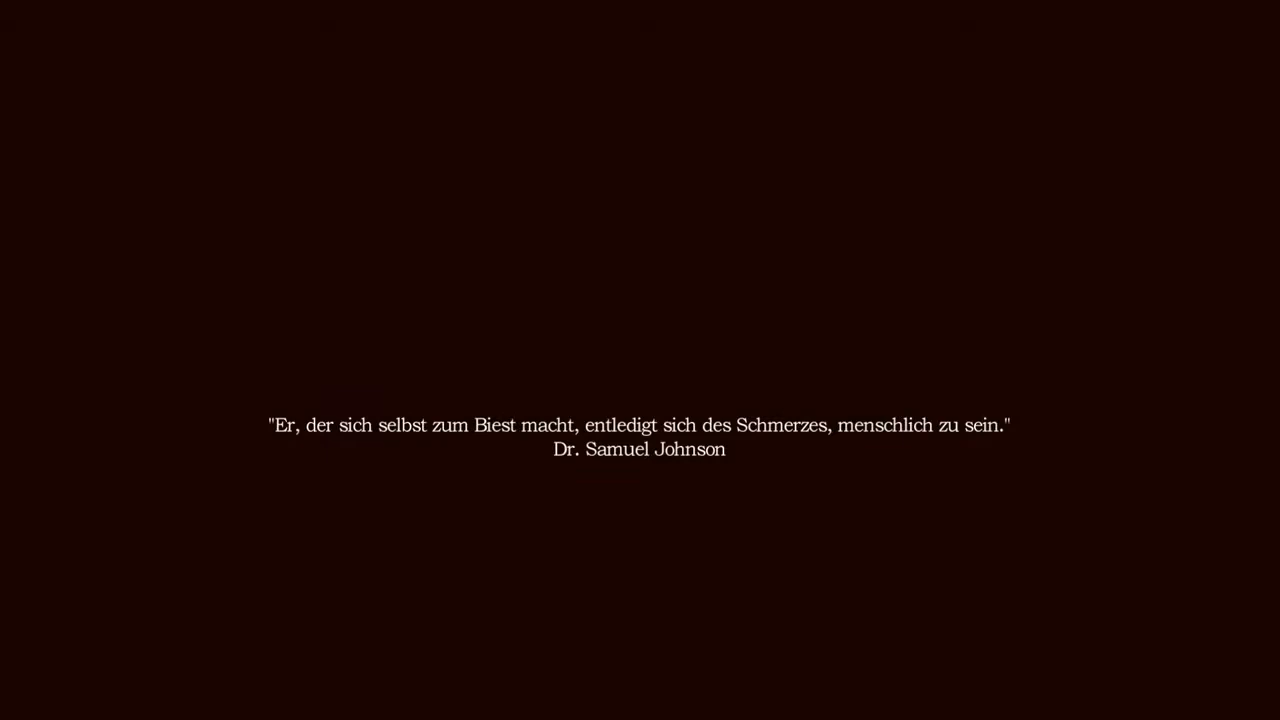 "Er, der sich selbst zum Biest macht, entledigt sich des Schmerzes, menschlich zu sein."
Dr. Samuel Johnson